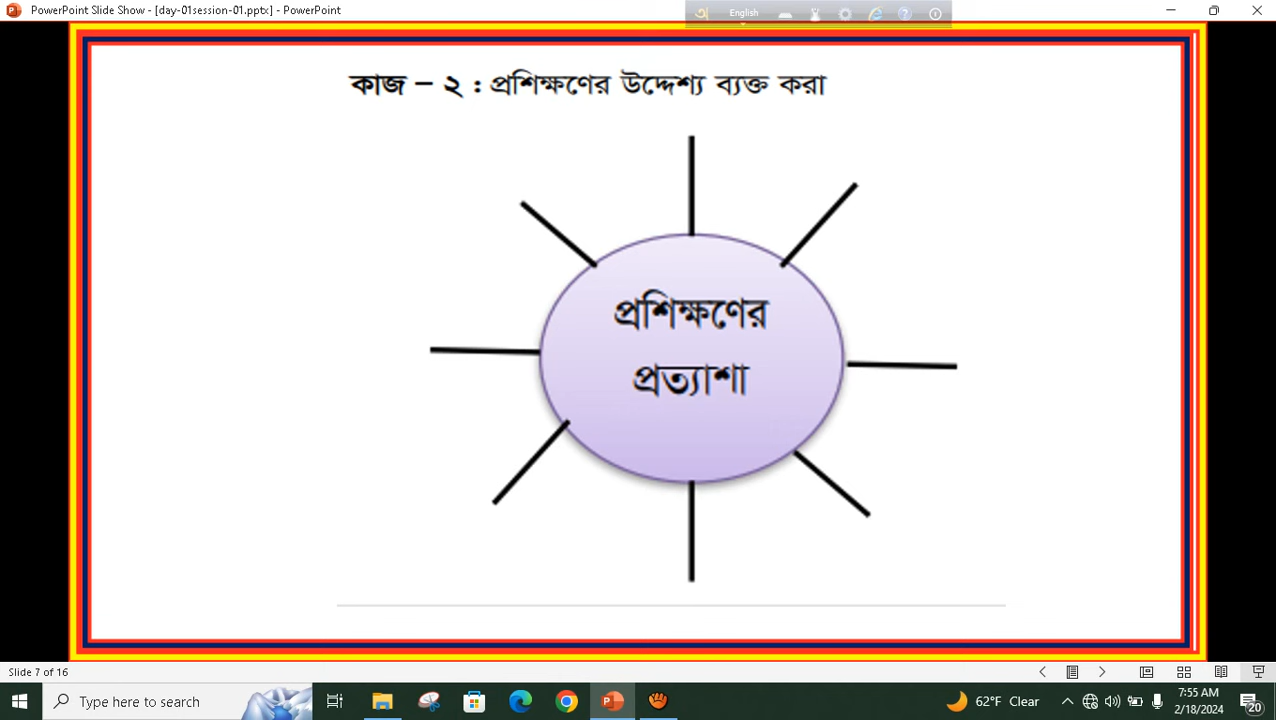 PowerPoint Slide Show - [day-01session-01.pptx] - PowerPoint
অ English
কাজ – ২ : প্রশিক্ষণের উদ্দেশ্য ব্যক্ত করা
প্রশিক্ষণের
প্রত্যাশা
Slide 7 of 16
Type here to search
62°F Clear
7:55 AM
2/18/2024
20